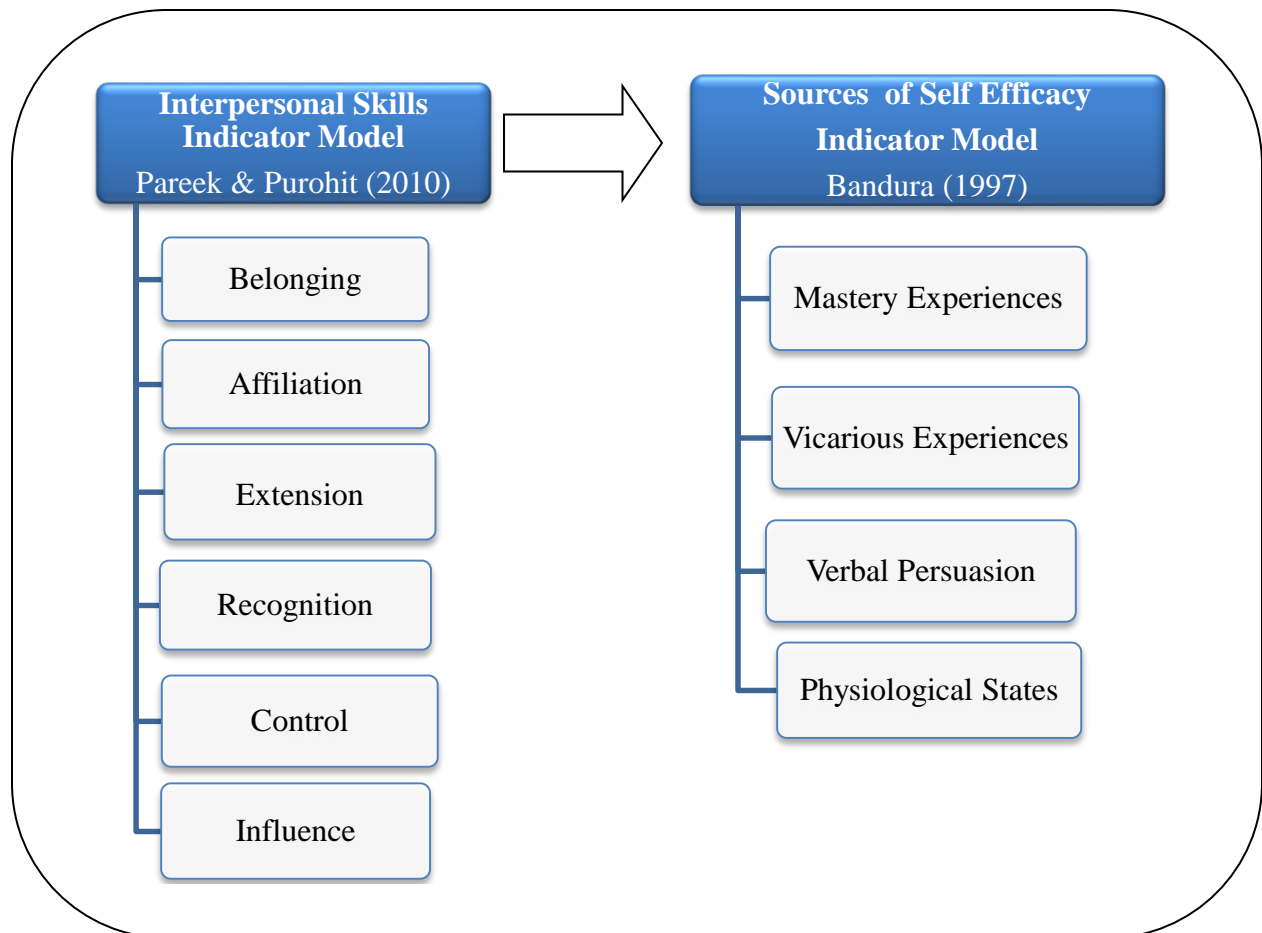 Interpersonal Skills
Indicator Model
Pareek & Purohit (2010)
Belonging
Affiliation
Extension
Recognition
Control
Influence
Sources of Self Efficacy
Indicator Model
Bandura (1997)
Mastery Experiences
Vicarious Experiences
Verbal Persuasion
Physiological States